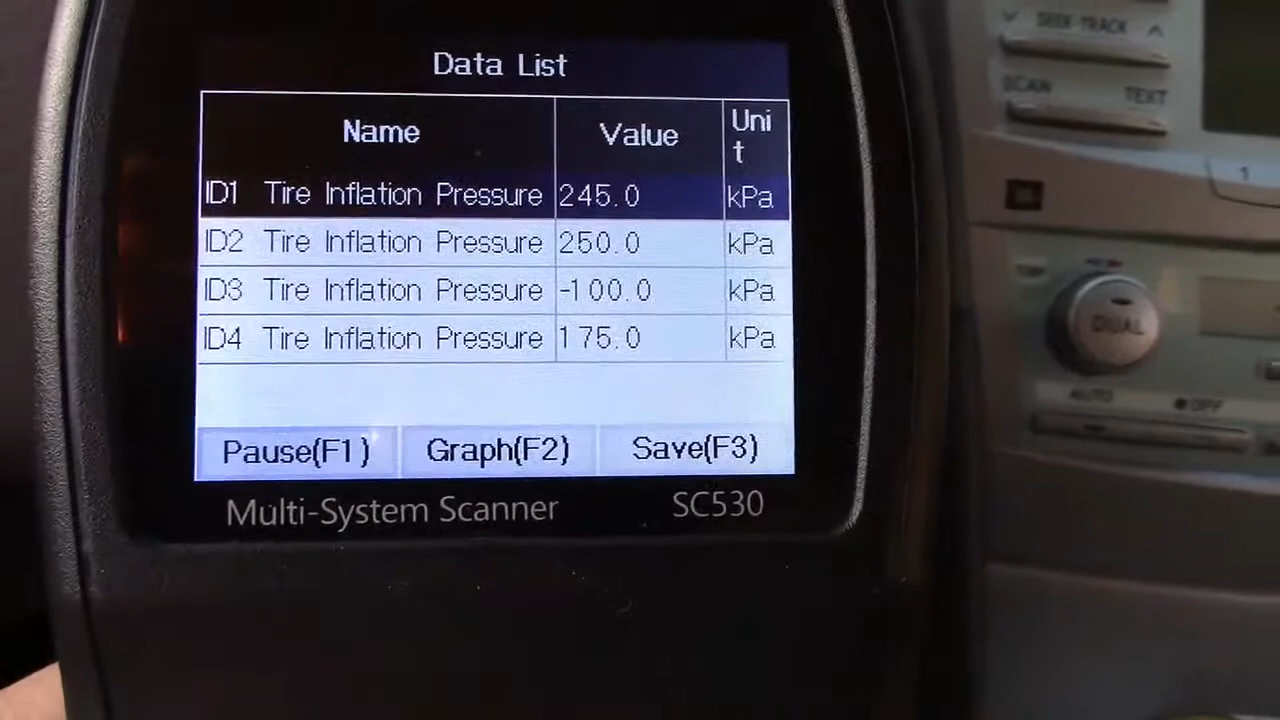 SEEK·TRACK
SCAN
TEXT
Data List
Name Value Uni
t
ID1 Tire Inflation Pressure 245.0 kPa
ID2 Tire Inflation Pressure 250.0 kPa
ID3 Tire Inflation Pressure -100.0 kPa
ID4 Tire Inflation Pressure 175.0 kPa
Pause(F1) Graph(F2) Save(F3)
Multi-System Scanner SC530
1
DUAL
AUTO
OFF